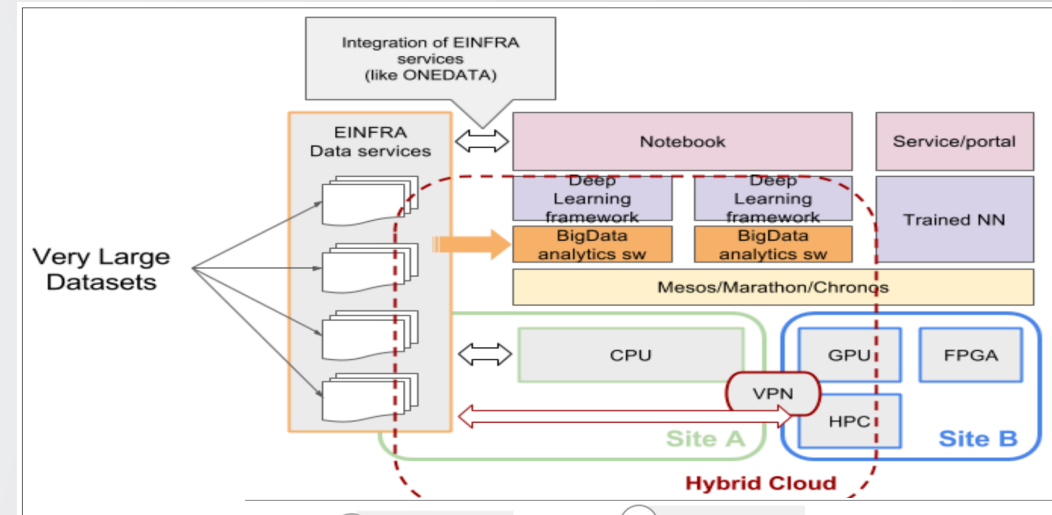 Integration of EINFRA
services
(like ONEDATA)
EINFRA
Data services
Notebook
Service/portal
Deep
Learning
framework
Deep
Learning
framework
Trained NN
BigData
analytics sw
BigData
analytics sw
Very Large
Datasets
Mesos/Marathon/Chronos
CPU
GPU
FPGA
VPN
HPC
Site A
Site B
Hybrid Cloud